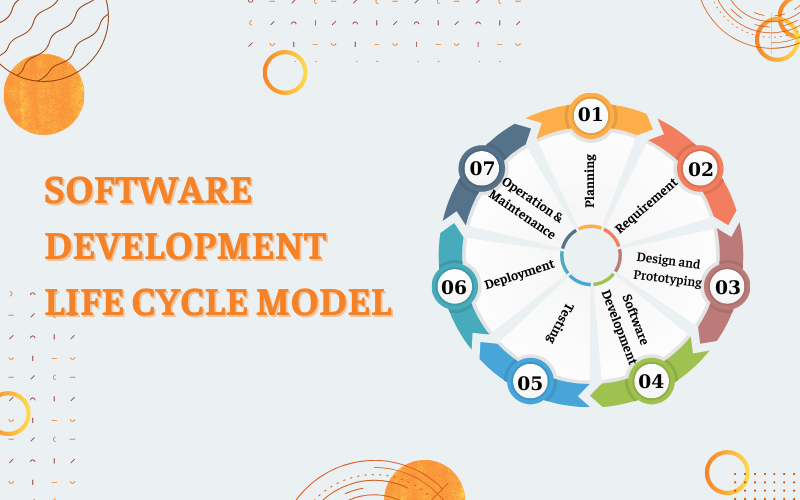 SOFTWARE
DEVELOPMENT
LIFE CYCLE MODEL
01
Planning
02
Requirement
03
Design and
Prototyping
04
Software
Development
05
Testing
06
Deployment
07
Operation &
Maintenance